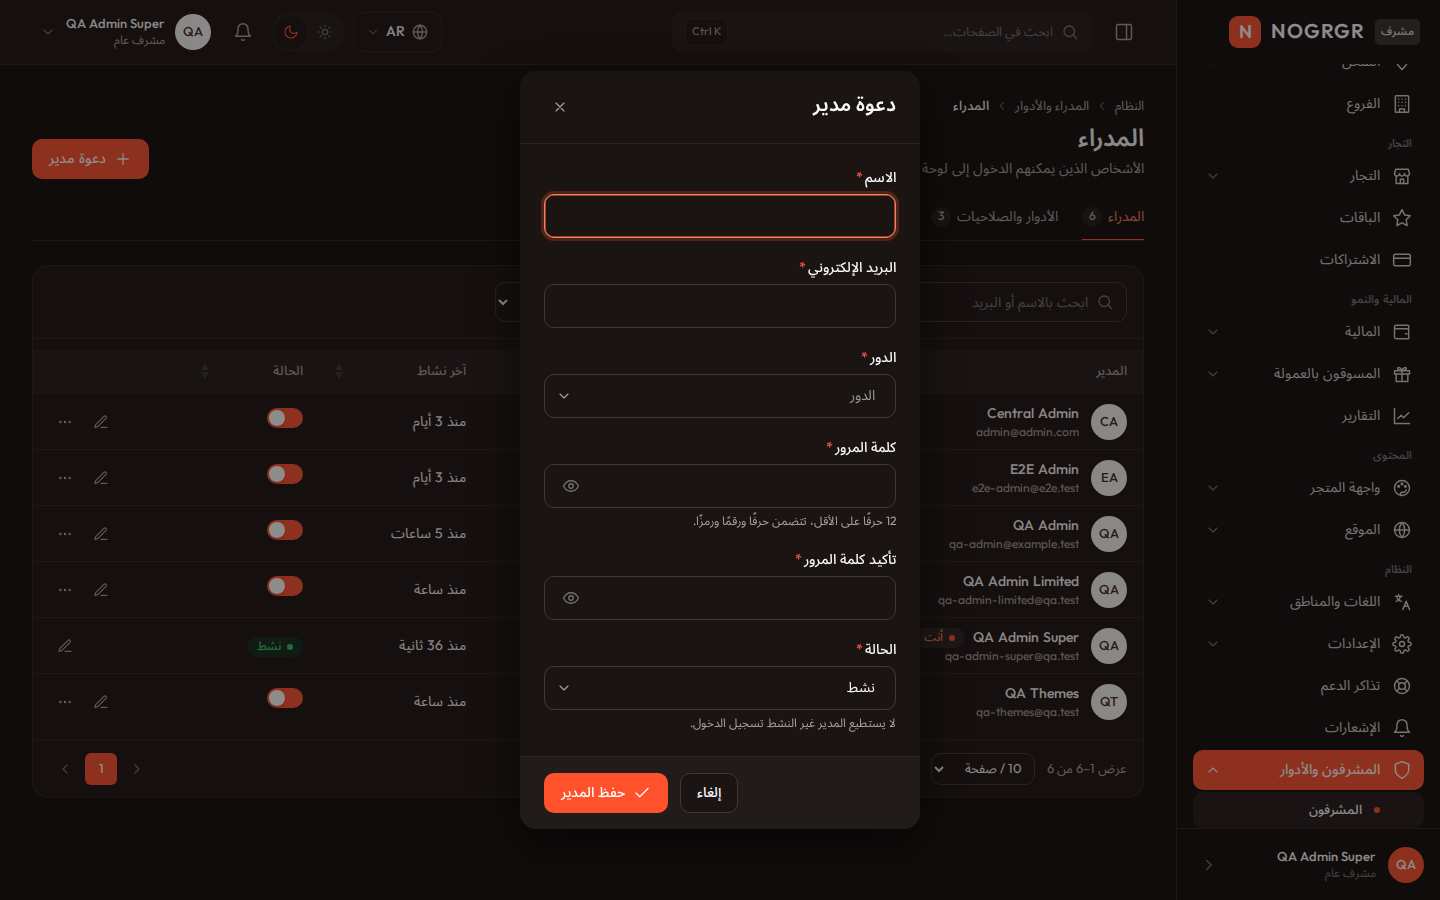 مشرف
NOGRGR
N
ابحث في الصفحات...
Ctrl K
AR
QA Admin Super
مشرف عام
QA
الفروع
التجار
التجار
الباقات
الاشتراكات
المالية والنمو
المالية
المسوقون بالعمولة
التقارير
المحتوى
واجهة المتجر
الموقع
النظام
اللغات والمناطق
الإعدادات
تذاكر الدعم
الإشعارات
المشرفون والأدوار
المشرفون
QA Admin Super
مشرف عام
QA
النظام
المدراء والأدوار
المدراء
المدراء
الأشخاص الذين يمكنهم الدخول إلى لوحة
دعوة مدير
المدراء 6
الأدوار والصلاحيات 3
ابحث بالاسم أو البريد
المدير
آخر نشاط
الحالة
CA
Central Admin
admin@admin.com
منذ 3 أيام
EA
E2E Admin
e2e-admin@e2e.test
منذ 3 أيام
QA
QA Admin
qa-admin@example.test
منذ 5 ساعات
QA
QA Admin Limited
qa-admin-limited@qa.test
منذ ساعة
QA
QA Admin Super
أنت
qa-admin-super@qa.test
منذ 36 ثانية
نشط
QT
QA Themes
qa-themes@qa.test
منذ ساعة
عرض 1–6 من 6
10 / صفحة
1
دعوة مدير
الاسم *
البريد الإلكتروني *
الدور *
الدور
كلمة المرور *
12 حرفًا على الأقل، تتضمن حرفًا ورقمًا ورمزًا.
تأكيد كلمة المرور *
الحالة *
نشط
لا يستطيع المدير غير النشط تسجيل الدخول.
إلغاء
حفظ المدير